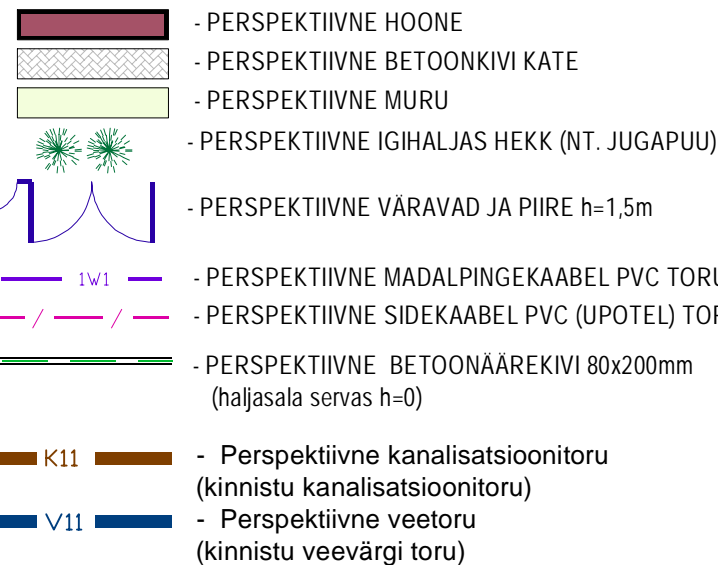 - PERSPEKTIIVNE HOONE
- PERSPEKTIIVNE BETOONKIVI KATE
- PERSPEKTIIVNE MURU
- PERSPEKTIIVNE IGIHALJAS HEKK (NT. JUGAPUU)
- PERSPEKTIIVNE VÄRAVAD JA PIIRE h=1,5m
1W1 - PERSPEKTIIVNE MADALPINGEKAABEL PVC TORU
- PERSPEKTIIVNE SIDEKAABEL PVC (UPOTEL)
- PERSPEKTIIVNE BETOONÄÄREKIVI 80x200mm
(haljasala servas h=0)
K11 - Perspektiivne kanalisatsioonitoru
(kinnistu kanalisatsioonitoru)
V11 - Perspektiivne veetoru
(kinnistu veevärgi toru)